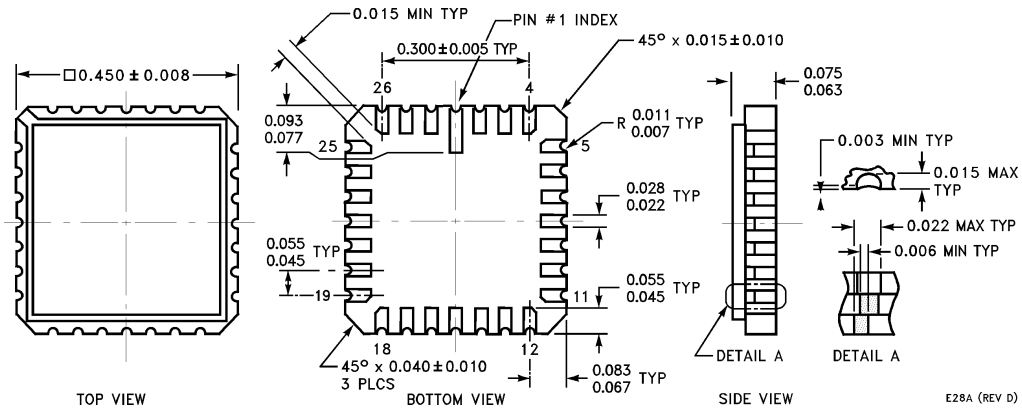 0.015 MIN TYP
PIN #1 INDEX
0.300±0.005 TYP
45° x 0.015±0.010
□0.450 ± 0.008
26
4
0.075
0.063
0.093
0.077
R 0.011
0.007 TYP
25
5
0.003 MIN TYP
0.015 MAX
TYP
0.028
0.022 TYP
0.022 MAX TYP
0.006 MIN TYP
0.055
0.045 TYP
0.055
0.045 TYP
19
11
18
12
45° x 0.040±0.010
3 PLCS
0.083
0.067 TYP
DETAIL A
DETAIL A
TOP VIEW
BOTTOM VIEW
SIDE VIEW
E28A (REV D)